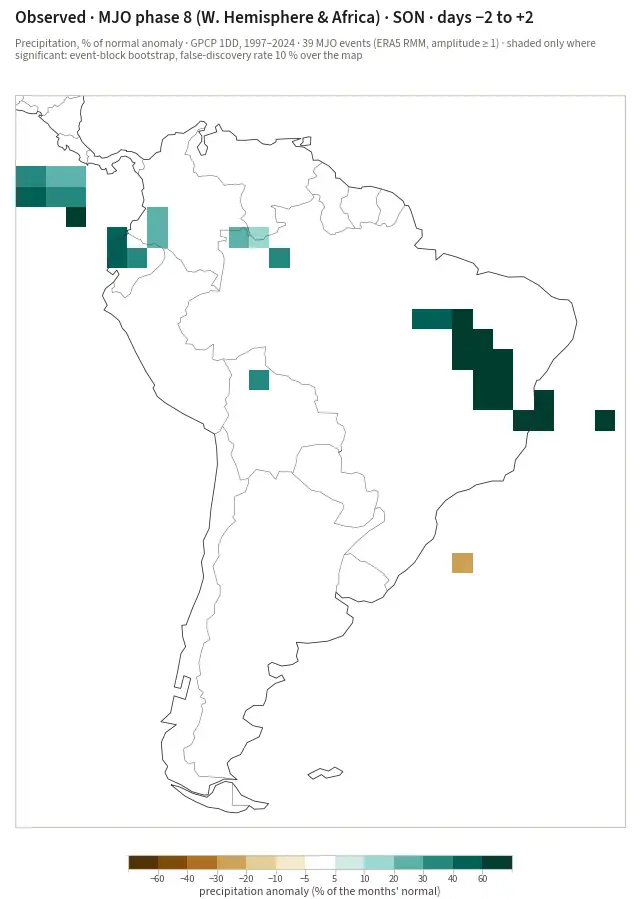 Observed · MJO phase 8 (W. Hemisphere & Africa) · SON · days −2 to +2
Precipitation, % of normal anomaly · GPCP 1DD, 1997–2024 · 39 MJO events (ERA5 RMM, amplitude ≥ 1) · shaded only where
significant: event-block bootstrap, false-discovery rate 10 % over the map
−60 −40 −30 −20 −10 −5 5 10 20 30 40 60
precipitation anomaly (% of the months' normal)